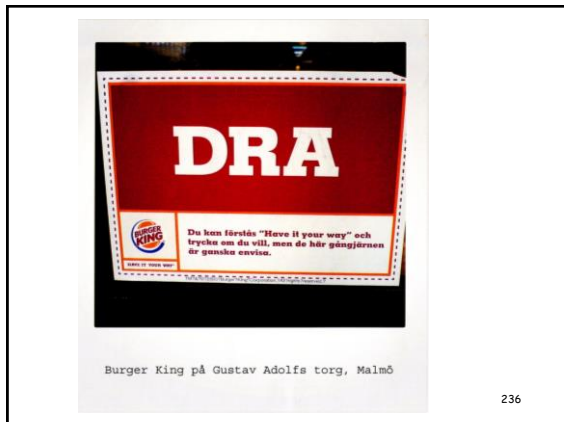 DRA
BURGER
KING
HAVE IT YOUR WAY
Du kan förstås "Have it your way" och
trycka om du vill, men de här gångjärnen
är ganska envisa.
Burger King på Gustav Adolfs torg, Malmö
236